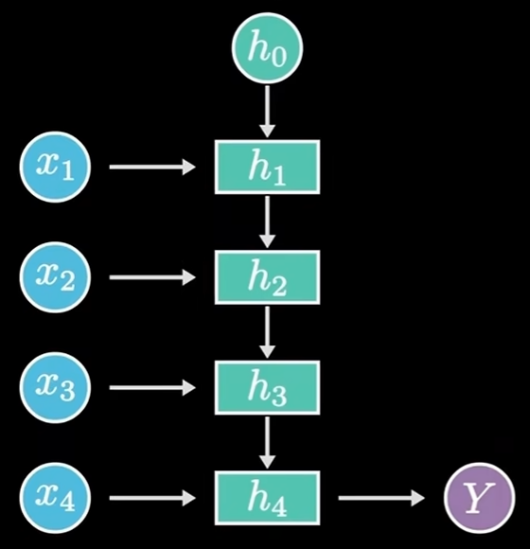 h₀
x₁ h₁
x₂ h₂
x₃ h₃
x₄ h₄ Y